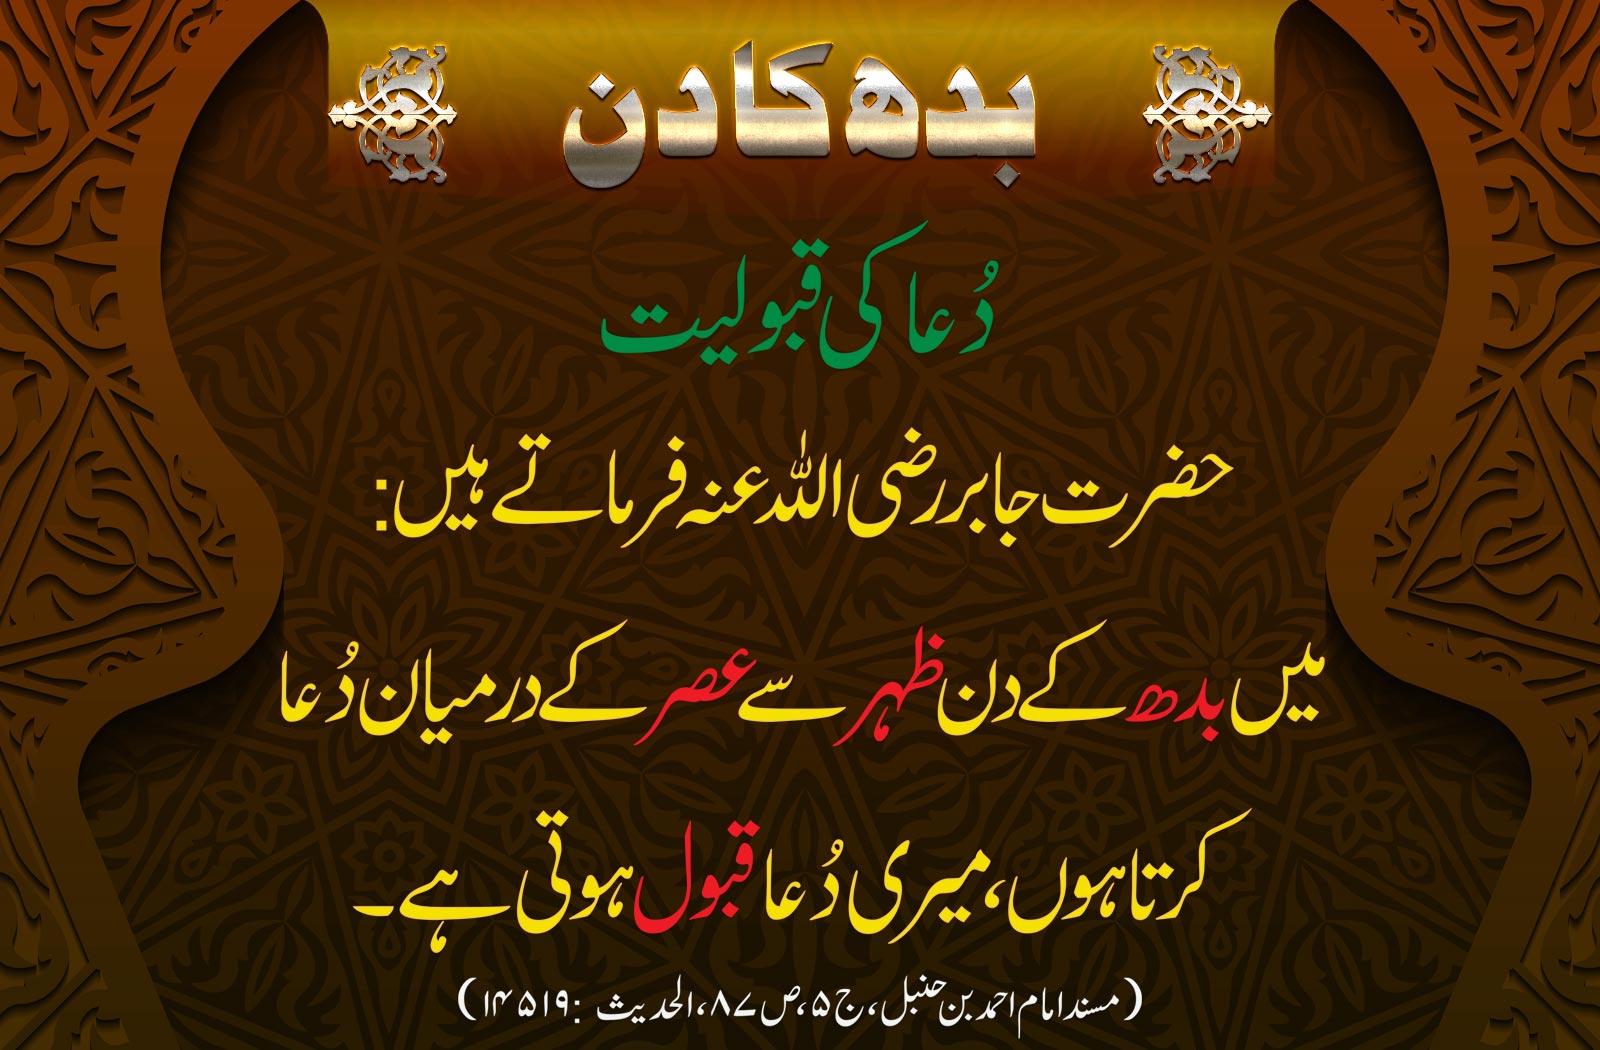 بدھ کا دن
دُعا کی قبولیت
حضرت جابر رضی اللہ عنہ فرماتے ہیں:
میں بدھ کے دن ظہر سے عصر کے درمیان دُعا
کرتا ہوں، میری دُعا قبول ہوتی ہے۔
(مسند امام احمد بن حنبل، ج ۵، ص ۸۷، الحدیث :۱۴۵۱۹)